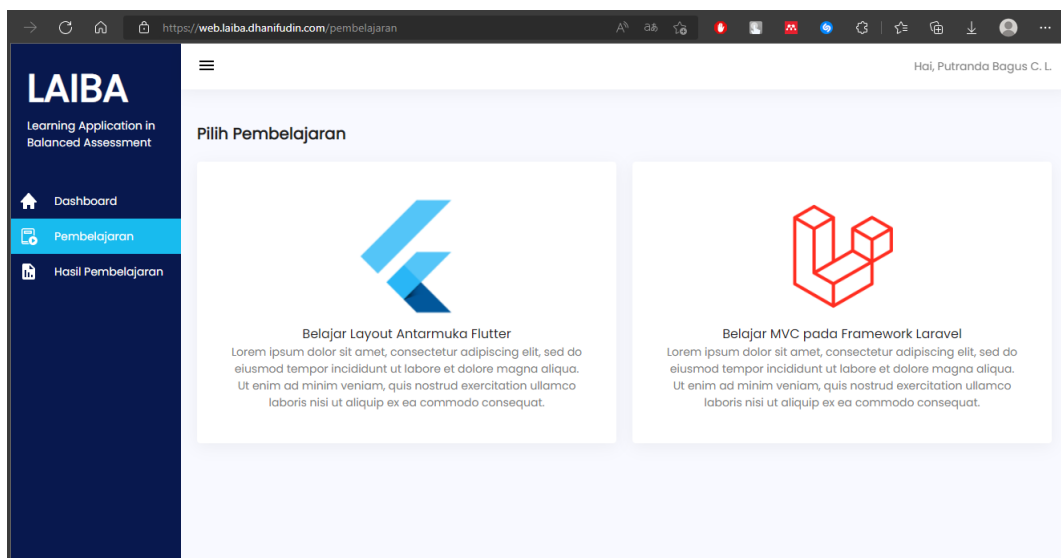 https://web.laiba.dhanifudin.com/pembelajaran
LAIBA
Learning Application in
Balanced Assessment
Dashboard
Pembelajaran
Hasil Pembelajaran
Hai, Putranda Bagus C. L.
Pilih Pembelajaran
Belajar Layout Antarmuka Flutter
Lorem ipsum dolor sit amet, consectetur adipiscing elit, sed do
eiusmod tempor incididunt ut labore et dolore magna aliqua.
Ut enim ad minim veniam, quis nostrud exercitation ullamco
laboris nisi ut aliquip ex ea commodo consequat.
Belajar MVC pada Framework Laravel
Lorem ipsum dolor sit amet, consectetur adipiscing elit, sed do
eiusmod tempor incididunt ut labore et dolore magna aliqua.
Ut enim ad minim veniam, quis nostrud exercitation ullamco
laboris nisi ut aliquip ex ea commodo consequat.